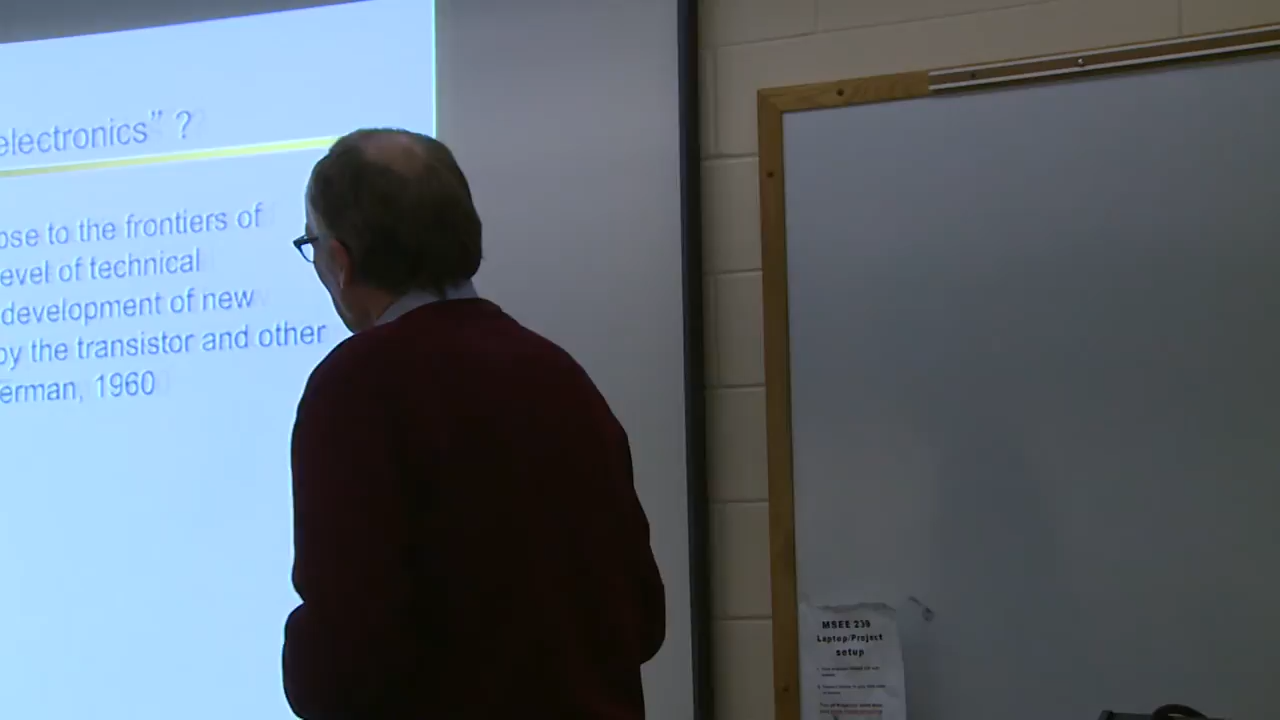 electronics” ?
ose to the frontiers of
evel of technical
development of new
by the transistor and other
erman, 1960
MSEE 239
Laptop/Project
setup